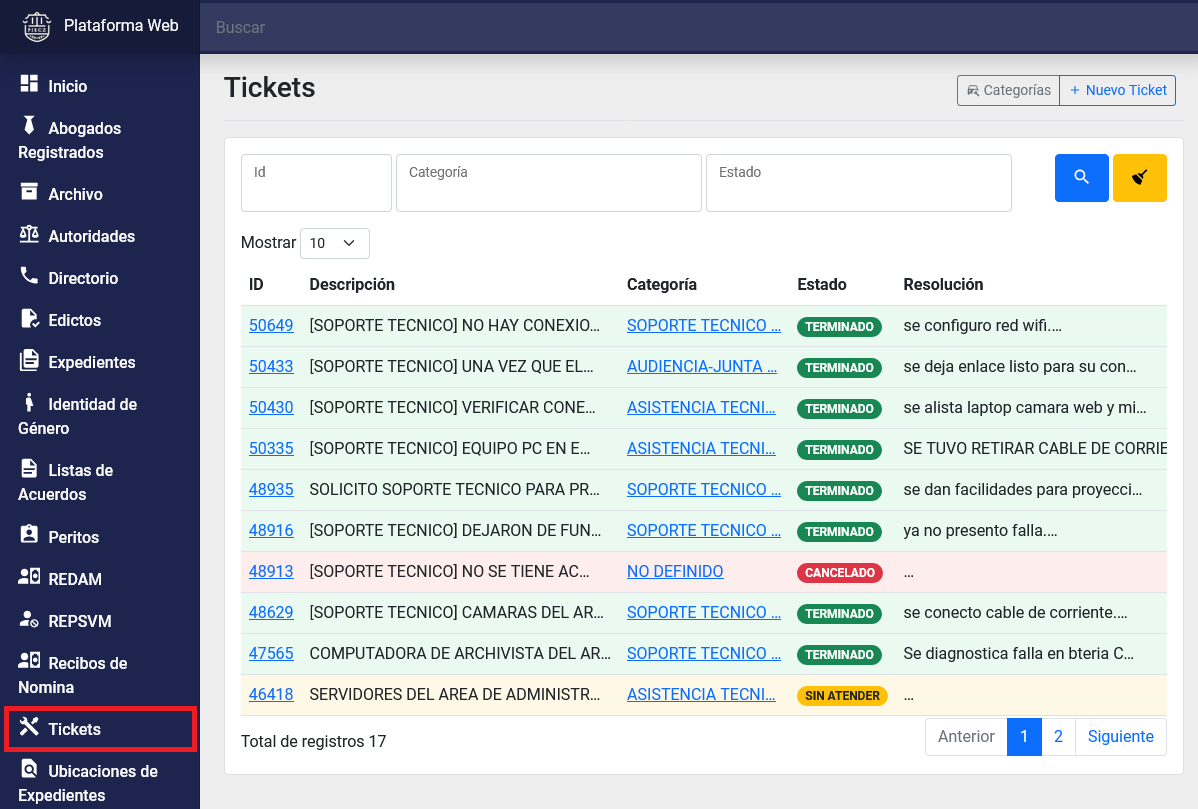 Plataforma Web
Buscar
Inicio
Abogados
Registrados
Archivo
Autoridades
Directorio
Edictos
Expedientes
Identidad de
Género
Listas de
Acuerdos
Peritos
REDAM
REPSVM
Recibos de
Nomina
Tickets
Ubicaciones de
Expedientes
Tickets
Categorías
+ Nuevo Ticket
Id
Categoría
Estado
Mostrar 10
ID Descripción Categoría Estado Resolución
50649 [SOPORTE TECNICO] NO HAY CONEXIO... SOPORTE TECNICO ... TERMINADO se configuro red wifi....
50433 [SOPORTE TECNICO] UNA VEZ QUE EL... AUDIENCIA-JUNTA ... TERMINADO se deja enlace listo para su con...
50430 [SOPORTE TECNICO] VERIFICAR CONE... ASISTENCIA TECNI... TERMINADO se alista laptop camara web y mi...
50335 [SOPORTE TECNICO] EQUIPO PC EN E... ASISTENCIA TECNI... TERMINADO SE TUVO RETIRAR CABLE DE CORRIE
48935 SOLICITO SOPORTE TECNICO PARA PR... SOPORTE TECNICO ... TERMINADO se dan facilidades para proyecci...
48916 [SOPORTE TECNICO] DEJARON DE FUN... SOPORTE TECNICO ... TERMINADO ya no presento falla....
48913 [SOPORTE TECNICO] NO SE TIENE AC... NO DEFINIDO CANCELADO ...
48629 [SOPORTE TECNICO] CAMARAS DEL AR... SOPORTE TECNICO ... TERMINADO se conecto cable de corriente....
47565 COMPUTADORA DE ARCHIVISTA DEL AR... SOPORTE TECNICO ... TERMINADO Se diagnostica falla en bteria C...
46418 SERVIDORES DEL AREA DE ADMINISTR... ASISTENCIA TECNI... SIN ATENDER ...
Total de registros 17
Anterior 1 2 Siguiente